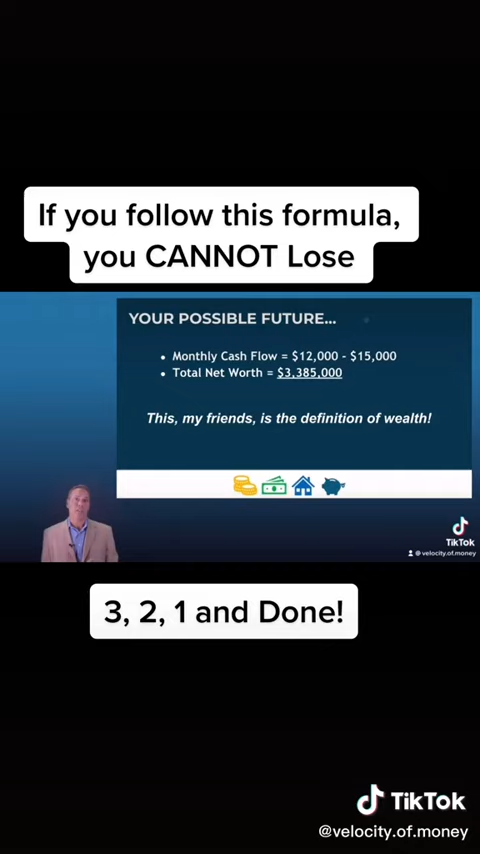 If you follow this formula,
you CANNOT Lose
YOUR POSSIBLE FUTURE...
• Monthly Cash Flow = $12,000 - $15,000
• Total Net Worth = $3,385,000
This, my friends, is the definition of wealth!
TikTok
@velocity.of.money
3, 2, 1 and Done!
TikTok
@velocity.of.money